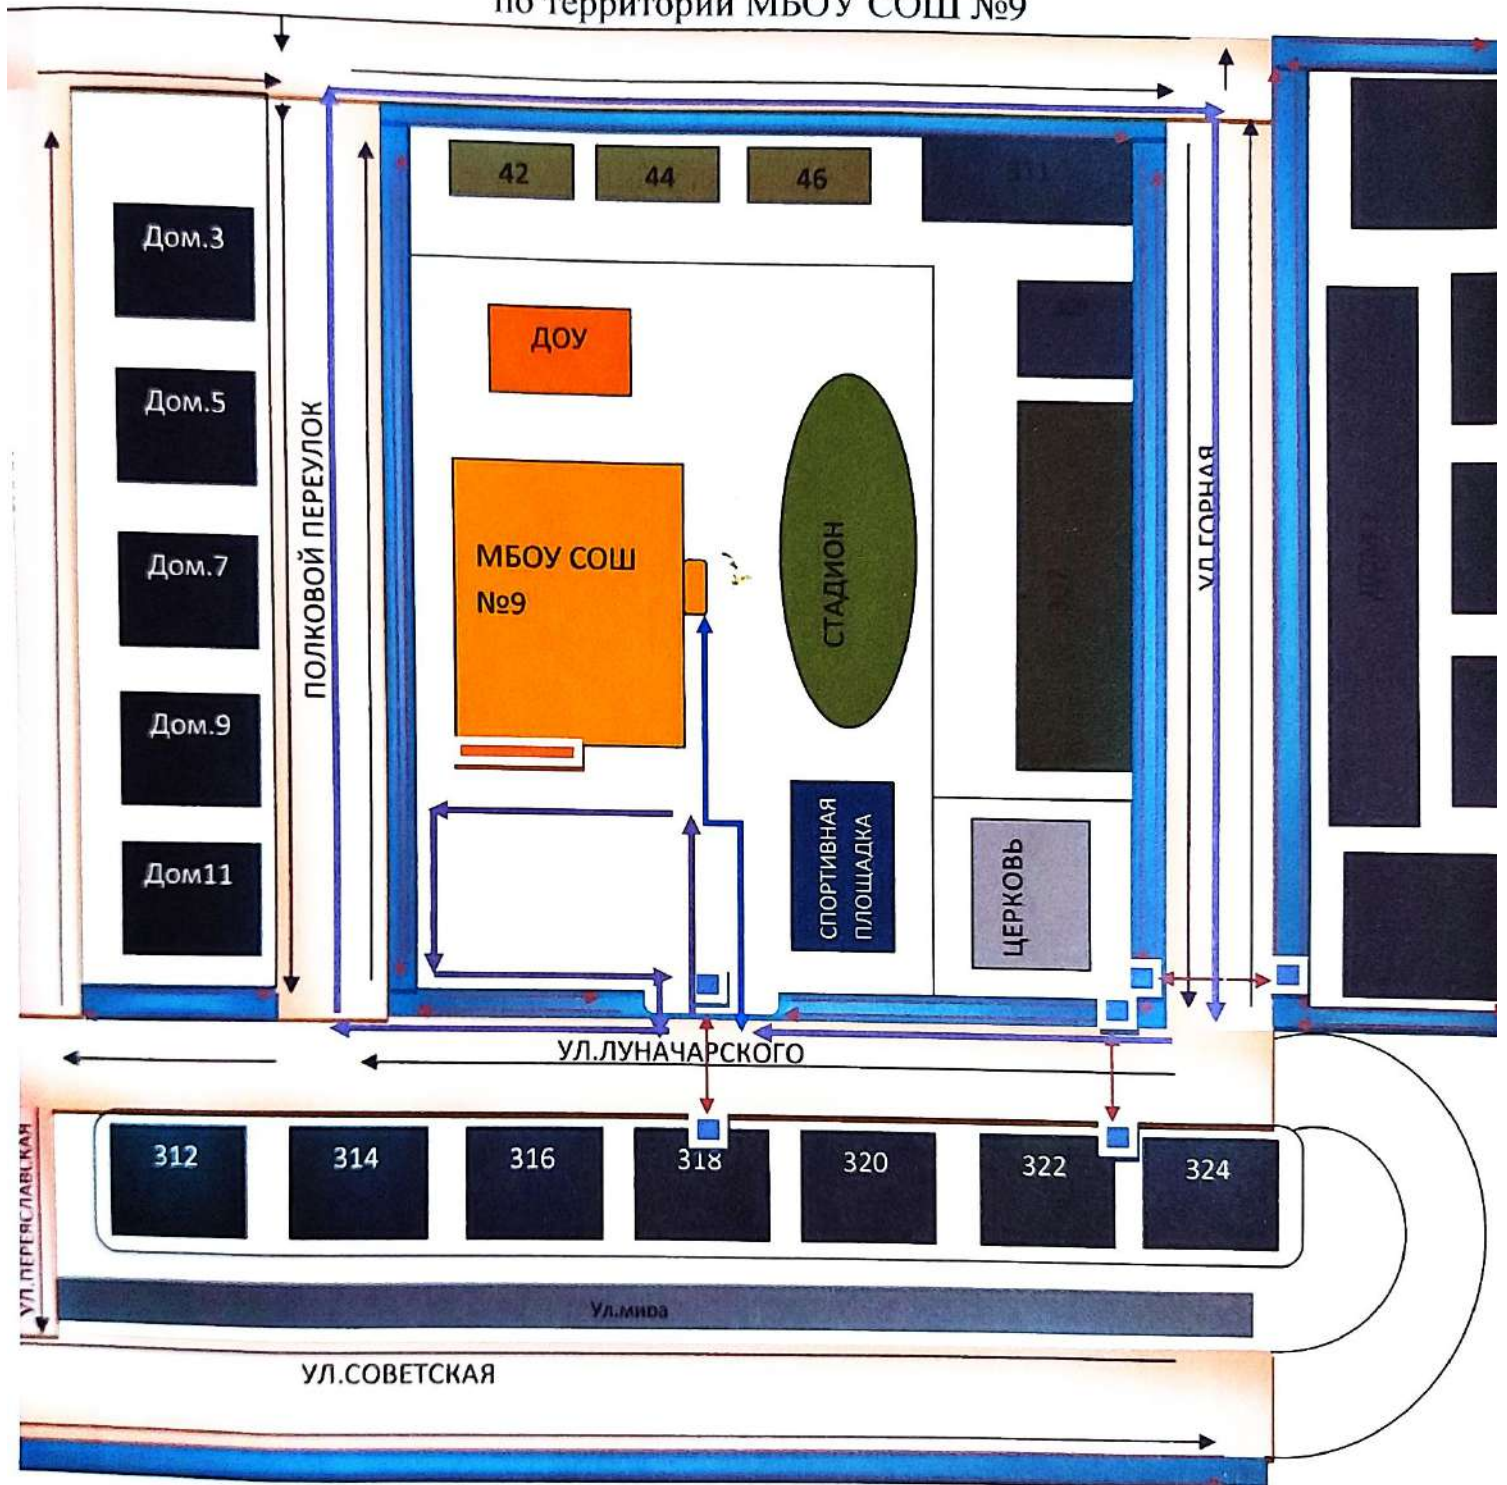 по территории МБОУ СОШ №9
42
44
46
Дом.3
ДОУ
Дом.5
ПОЛКОВОЙ ПЕРЕУЛОК
УЛ.ГОРНАЯ
МБОУ СОШ
№9
СТАДИОН
Дом.7
Дом.9
Дом11
СПОРТИВНАЯ
ПЛОЩАДКА
ЦЕРКОВЬ
УЛ.ЛУНАЧАРСКОГО
УЛ.ПЕРЕЯСЛАВСКАЯ
312
314
316
318
320
322
324
Ул.мира
УЛ.СОВЕТСКАЯ